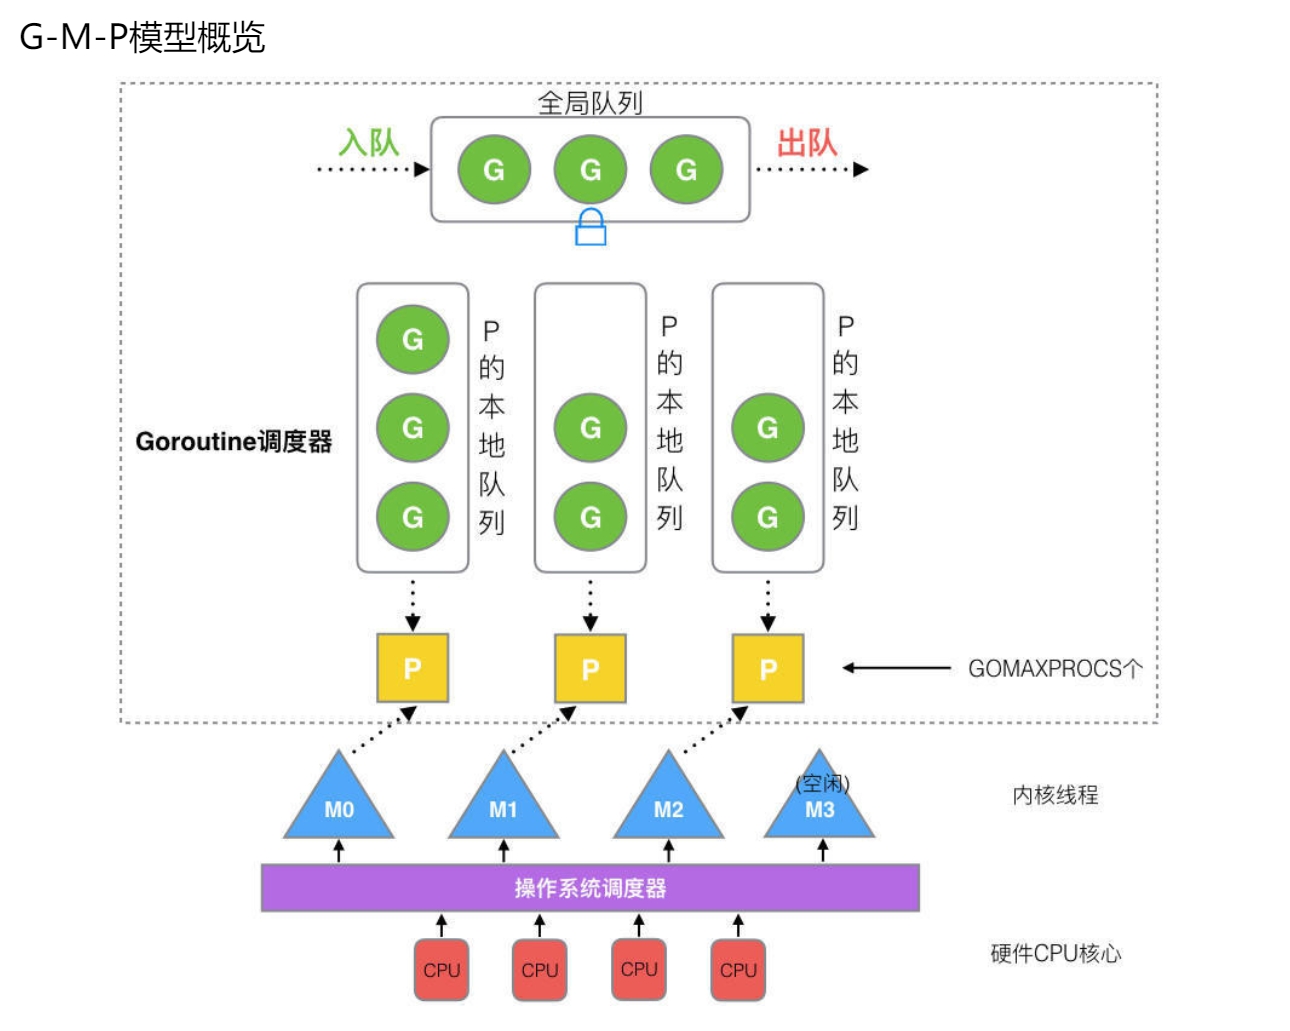 G-M-P模型概览
全局队列
入队
出队
G G G
G
G
G
P的本地队列
G
G
P的本地队列
G
G
P的本地队列
Goroutine调度器
P P P
GOMAXPROCS个
M0 M1 M2
(空闲)
M3
内核线程
操作系统调度器
CPU CPU CPU CPU
硬件CPU核心